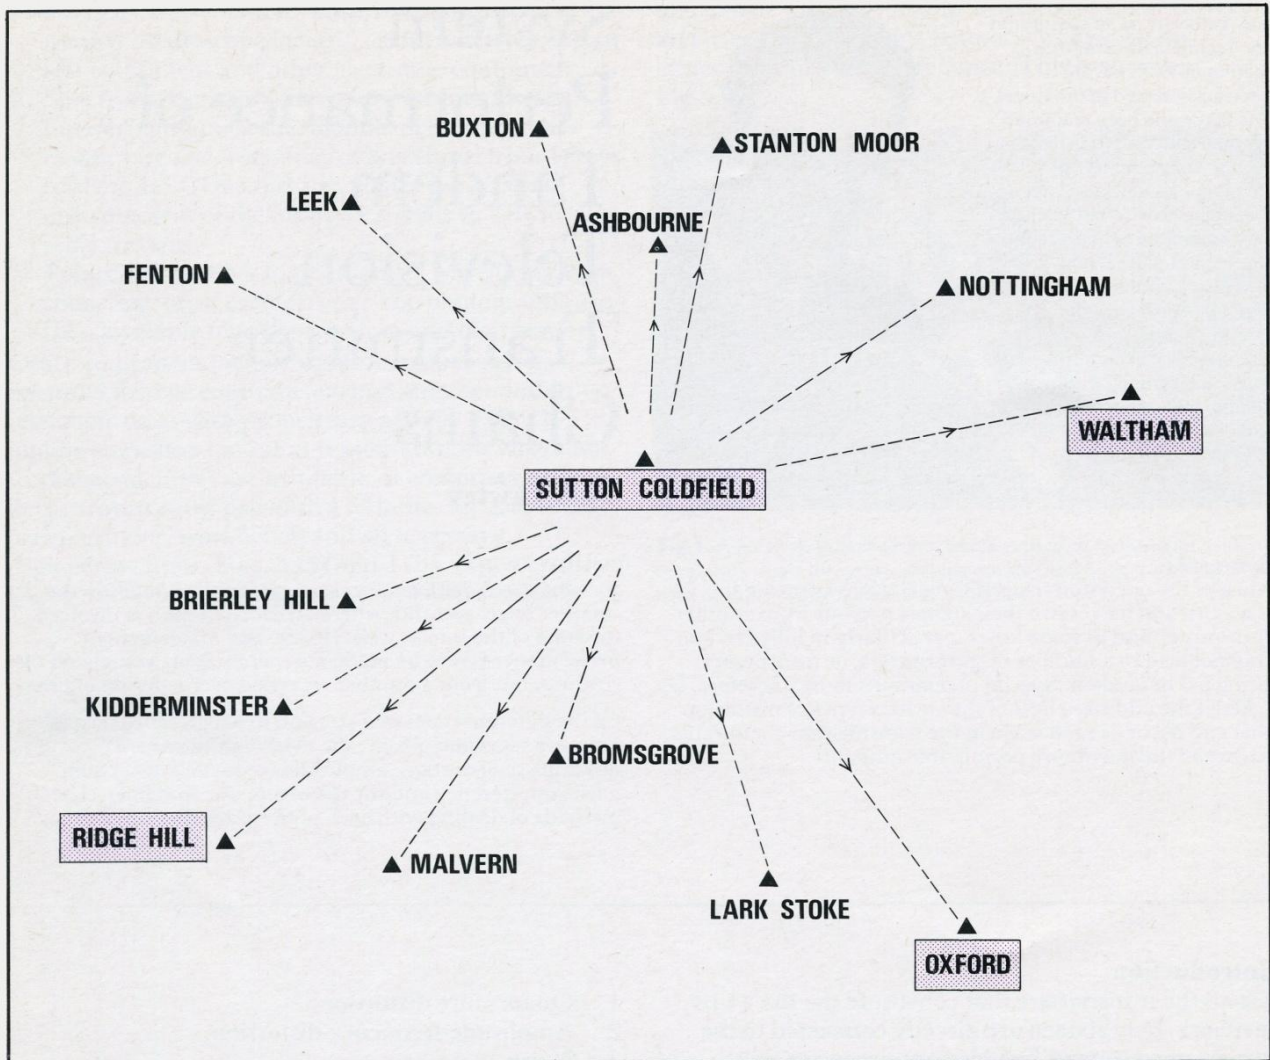 BUXTON
STANTON MOOR
LEEK
ASHBOURNE
FENTON
NOTTINGHAM
WALTHAM
SUTTON COLDFIELD
BRIERLEY HILL
KIDDERMINSTER
BROMSGROVE
RIDGE HILL
MALVERN
LARK STOKE
OXFORD